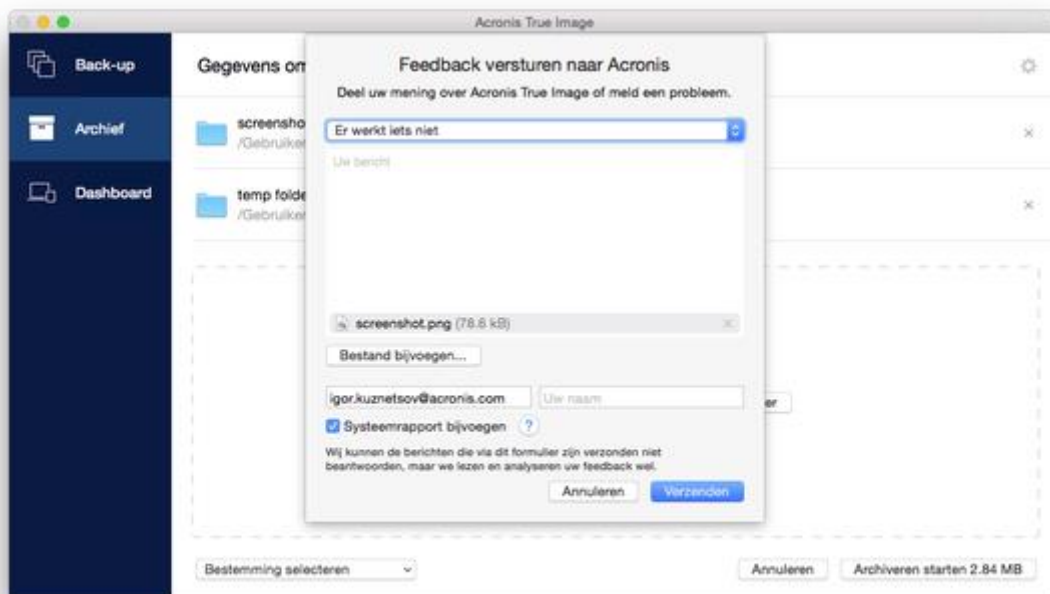 Acronis True Image
Back-up
Archief
Dashboard
Gegevens om
screensho
/Gebruiker
temp folde
/Gebruiker
Feedback versturen naar Acronis
Deel uw mening over Acronis True Image of meld een probleem.
Er werkt iets niet
Uw bericht
screenshot.png (78.6 kB)
Bestand bijvoegen...
igor.kuznetsov@acronis.com
Uw naam
Systeemrapport bijvoegen ?
Wij kunnen de berichten die via dit formulier zijn verzonden niet
beantwoorden, maar we lezen en analyseren uw feedback wel.
Annuleren
Verzenden
er
Bestemming selecteren
Annuleren
Archiveren starten 2.84 MB